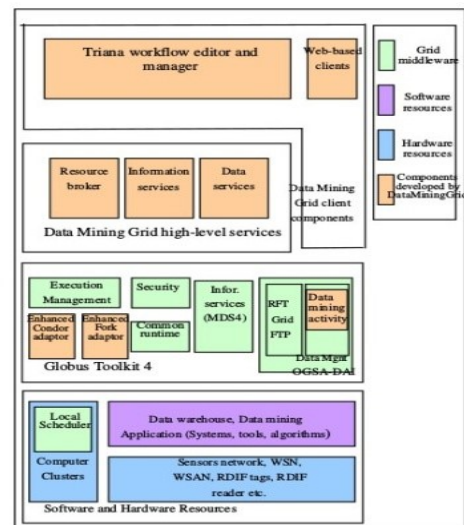 Triana workflow editor and
manager
Web-based
clients
Grid
middleware
Software
resources
Hardware
resources
Components
developed by
DataMiningGrid
Resource
broker
Information
services
Data
services
Data Mining
Grid client
components
Data Mining Grid high-level services
Execution
Management
Security
Infor.
services
(MDS4)
RFT
Grid
FTP
Data
mining
activity
Enhanced
Condor
adaptor
Enhanced
Fork
adaptor
Common
runtime
Data Mgnt
OGSA-DAI
Globus Toolkit 4
Local
Scheduler
Computer
Clusters
Data warehouse, Data mining
Application (Systems, tools, algorithms)
Sensors network, WSN,
WSAN, RDIF tags, RDIF
reader etc.
Software and Hardware Resources